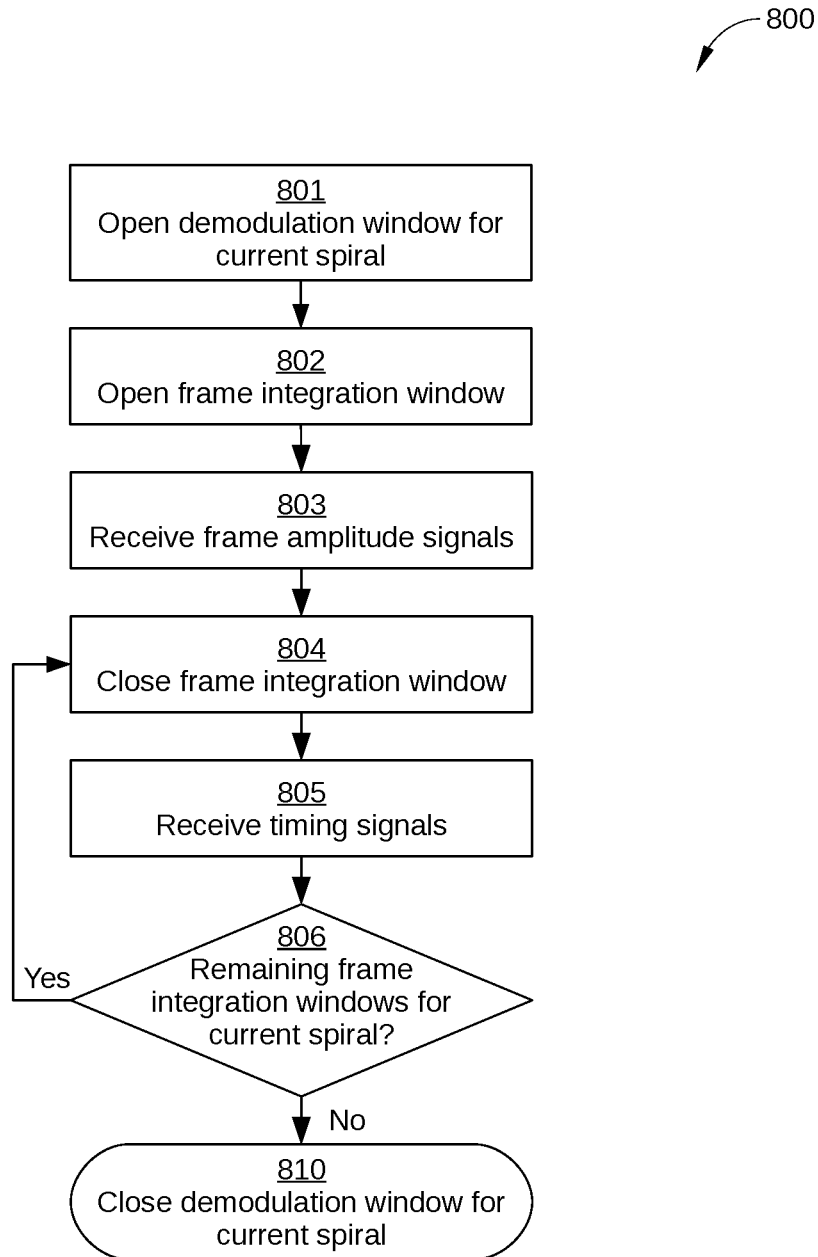 800
801
Open demodulation window for
current spiral
802
Open frame integration window
803
Receive frame amplitude signals
804
Close frame integration window
805
Receive timing signals
806
Remaining frame
integration windows for
current spiral?
Yes
No
810
Close demodulation window for
current spiral